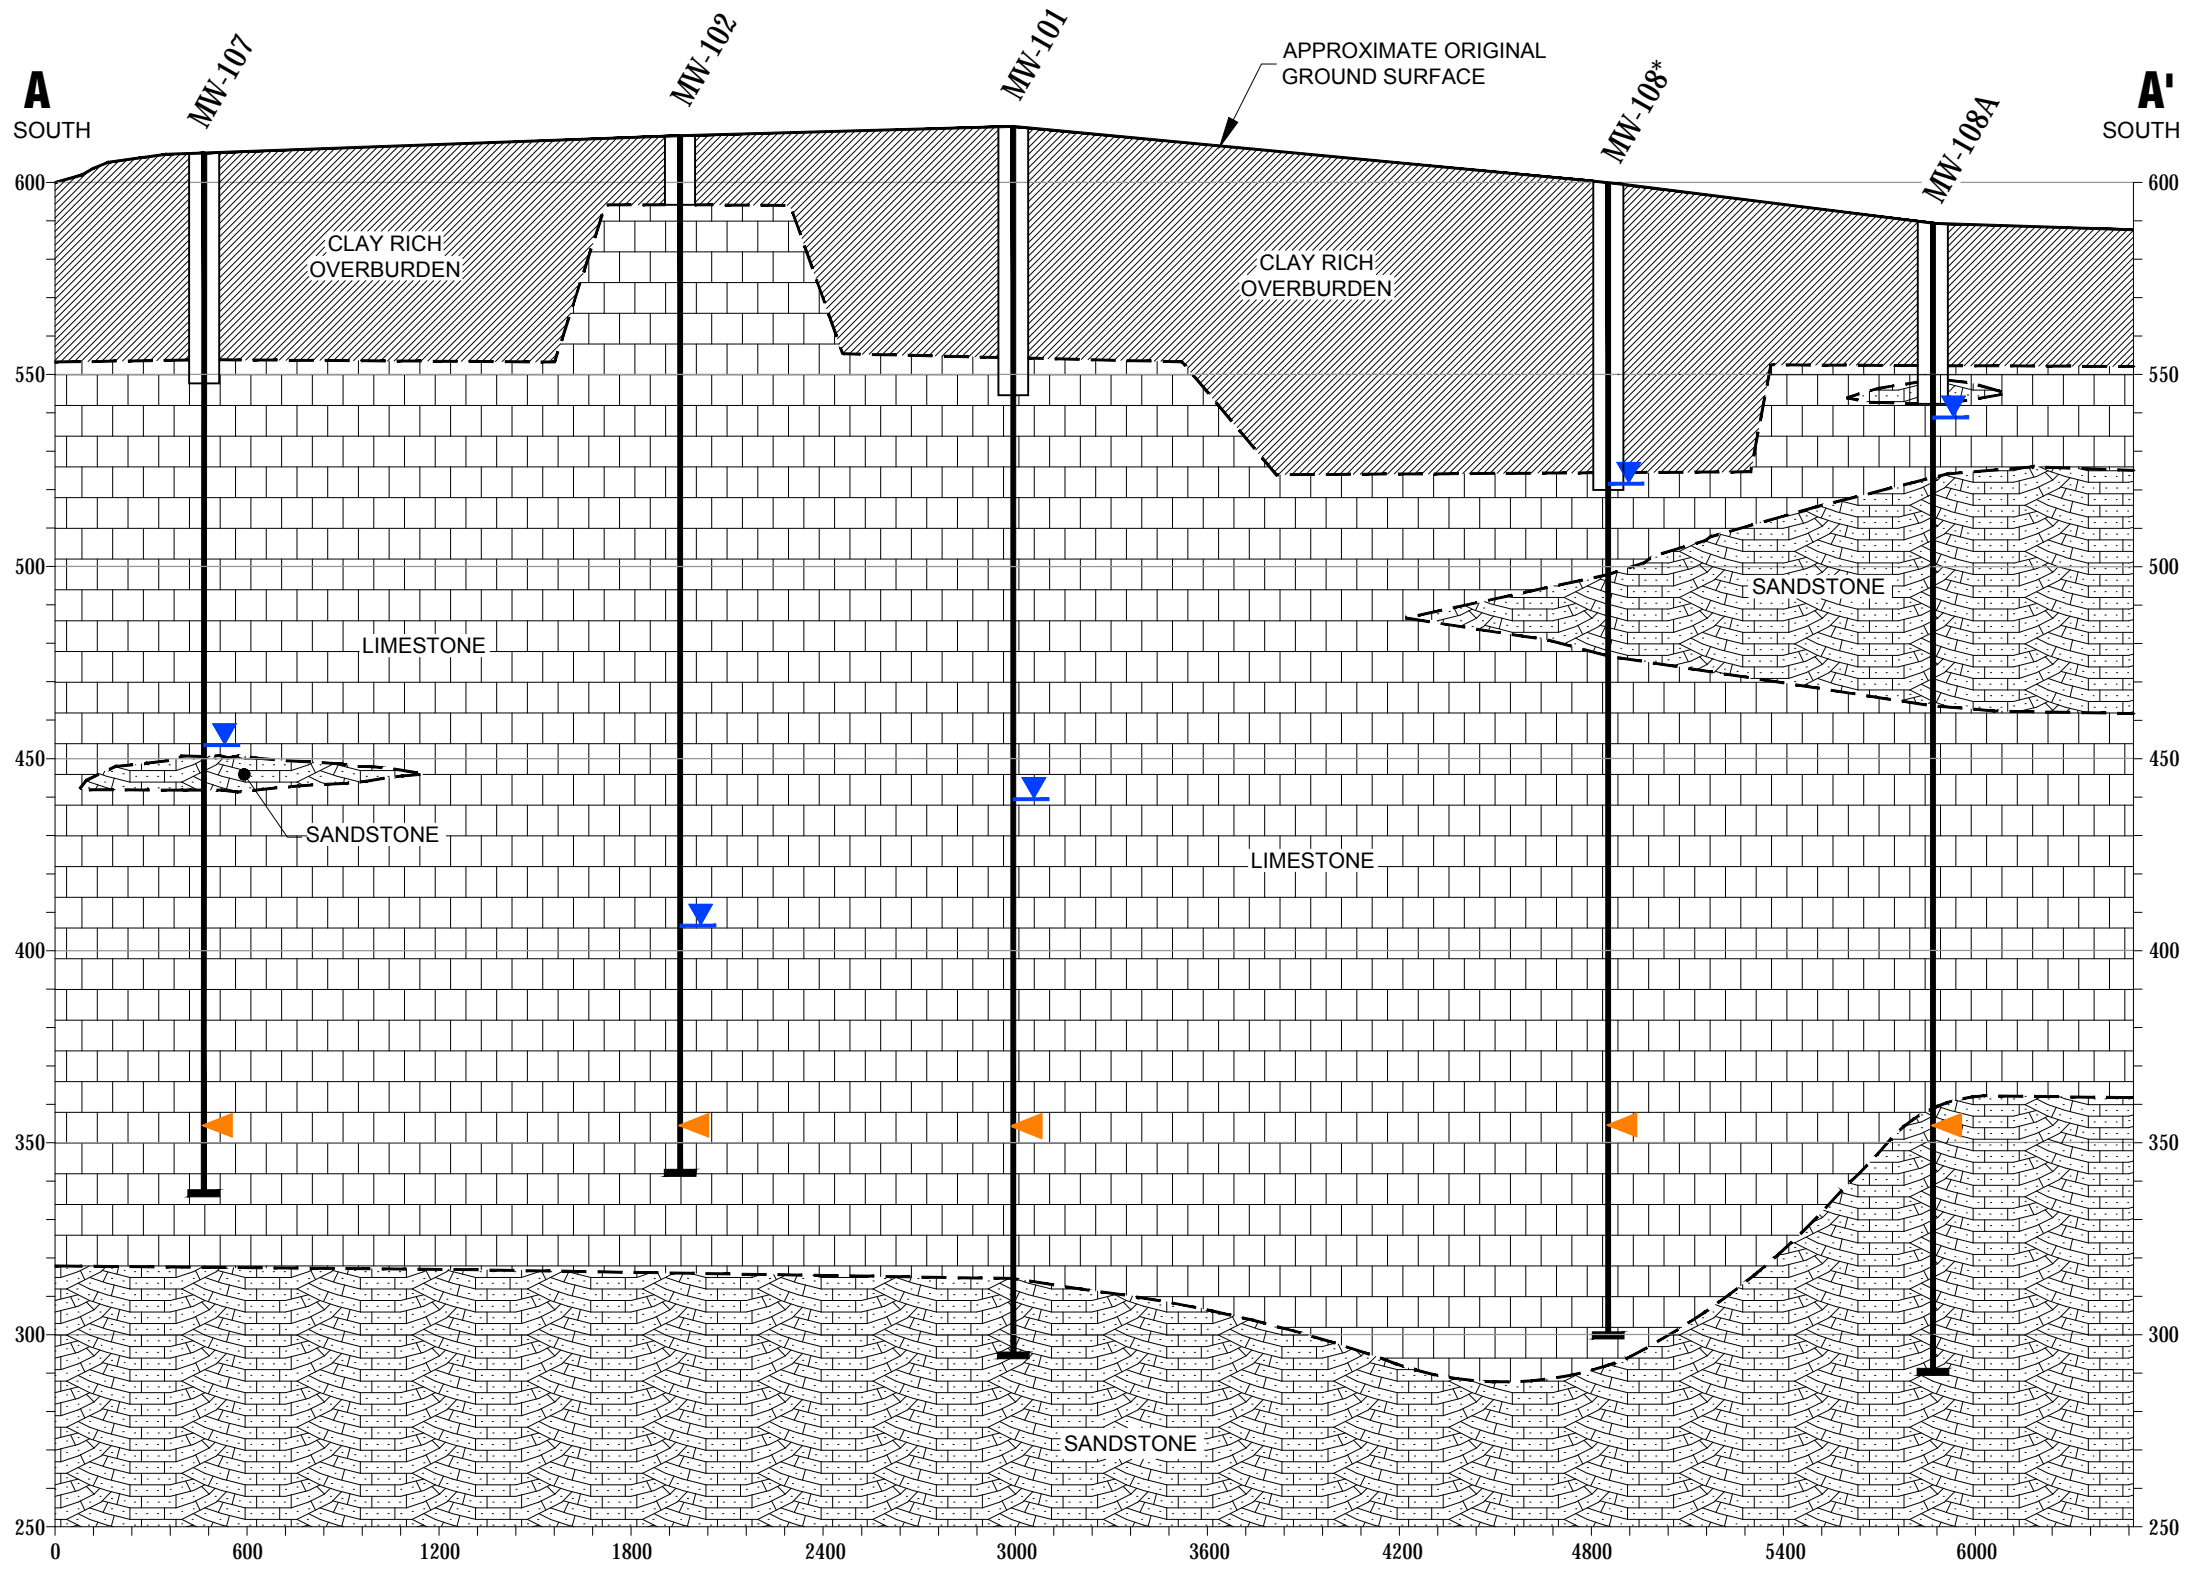 MW-107
MW-102
MW-101
MW-108*
MW-108A
APPROXIMATE ORIGINAL
GROUND SURFACE
A
SOUTH
A'
SOUTH
600
600
CLAY RICH
OVERBURDEN
CLAY RICH
OVERBURDEN
550
550
500
500
SANDSTONE
LIMESTONE
450
450
SANDSTONE
LIMESTONE
400
400
350
350
300
300
SANDSTONE
250
250
0
600
1200
1800
2400
3000
3600
4200
4800
5400
6000